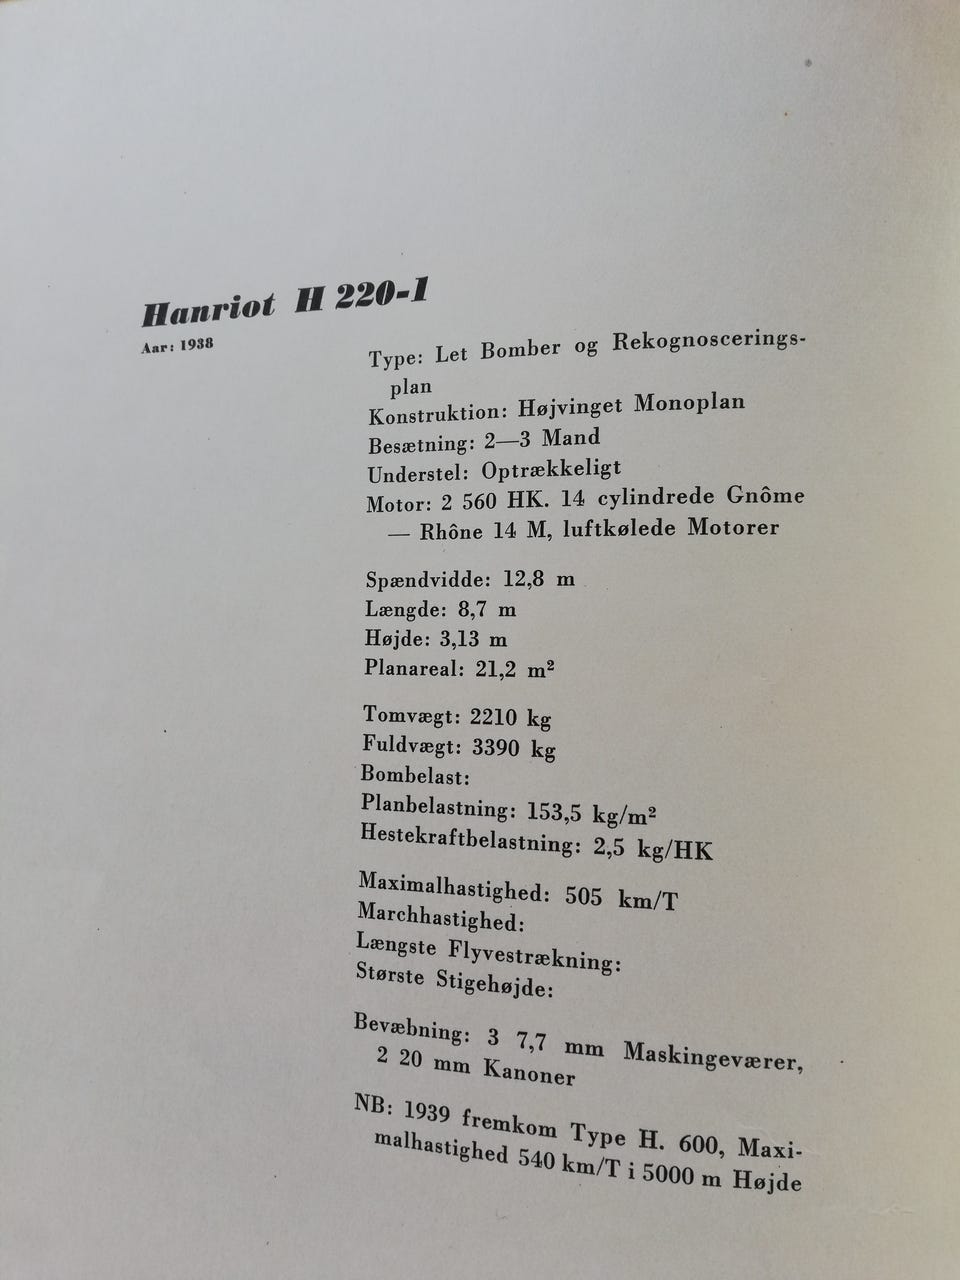 Hanriot H 220-1
Aar: 1938
Type: Let Bomber og Rekognoscerings-
plan
Konstruktion: Højvinget Monoplan
Besætning: 2—3 Mand
Understel: Optrækkeligt
Motor: 2 560 HK. 14 cylindrede Gnôme
— Rhône 14 M, luftkølede Motorer
Spændvidde: 12,8 m
Længde: 8,7 m
Højde: 3,13 m
Planareal: 21,2 m²
Tomvægt: 2210 kg
Fuldvægt: 3390 kg
Bombelast:
Planbelastning: 153,5 kg/m²
Hestekraftbelastning: 2,5 kg/HK
Maximalhastighed: 505 km/T
Marchhastighed:
Længste Flyvestrækning:
Største Stigehøjde:
Bevæbning: 3 7,7 mm Maskingeværer,
2 20 mm Kanoner
NB: 1939 fremkom Type H. 600, Maxi-
malhastighed 540 km/T i 5000 m Højde